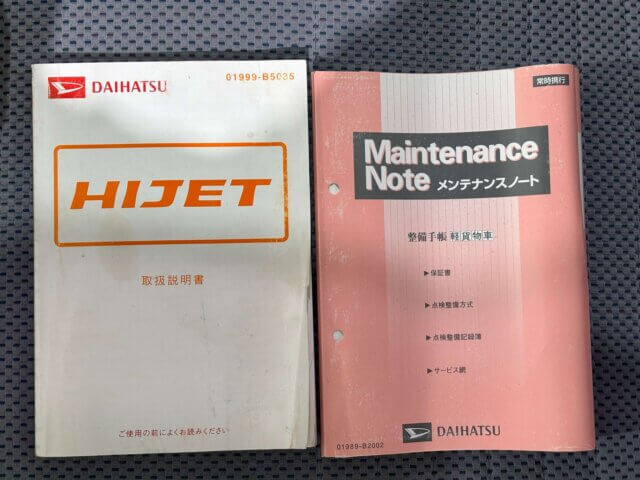 DAIHATSU
01999-B5035
HIJET
取扱説明書
ご使用の前によくお読みください
常時携行
Maintenance
Note メンテナンスノート
整備手帳 軽貨物車
▶保証書
▶点検整備方式
▶点検整備記録簿
▶サービス網
DAIHATSU
01989-B2002